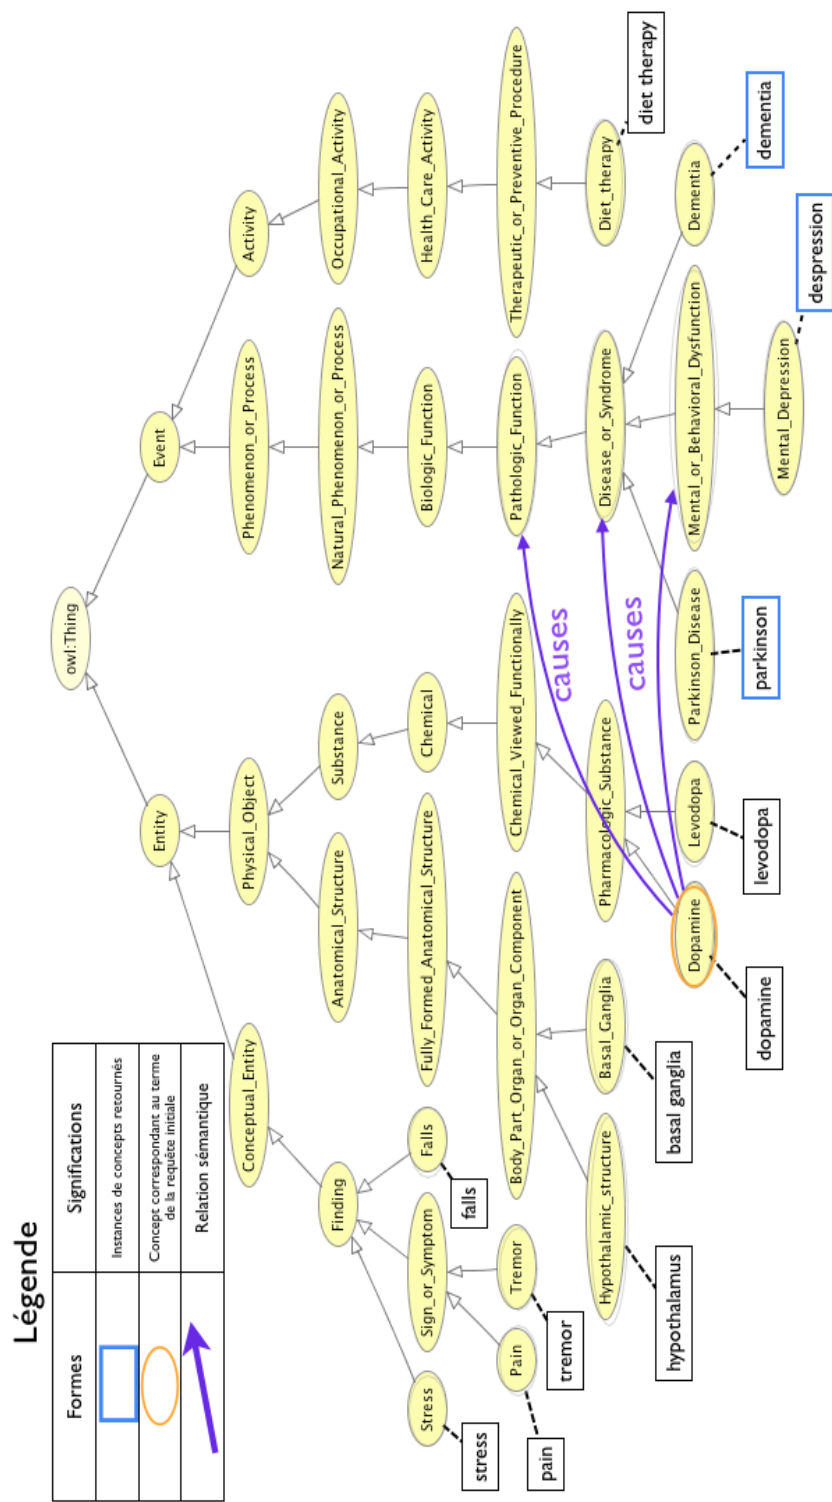 Légende
Formes
Significations
Instances de concepts retournés
Concept correspondant au terme
de la requête initiale
Relation sémantique
owl:Thing
Entity
Event
Conceptual_Entity
Physical_Object
Phenomenon_or_Process
Activity
Finding
Anatomical_Structure
Substance
Natural_Phenomenon_or_Process
Occupational_Activity
Stress
Sign_or_Symptom
Falls
Fully_Formed_Anatomical_Structure
Chemical
Biologic_Function
Health_Care_Activity
stress
falls
Pain
Tremor
Body_Part_Organ_or_Organ_Component
Chemical_Viewed_Functionally
Pathologic_Function
Therapeutic_or_Preventive_Procedure
pain
tremor
causes
Hypothalamic_structure
Basal_Ganglia
Pharmacologic_Substance
Disease_or_Syndrome
Diet_therapy
diet therapy
causes
hypothalamus
basal ganglia
Dopamine
Levodopa
Parkinson_Disease
Mental_or_Behavioral_Dysfunction
Dementia
dopamine
levodopa
parkinson
Mental_Depression
dementia
despression